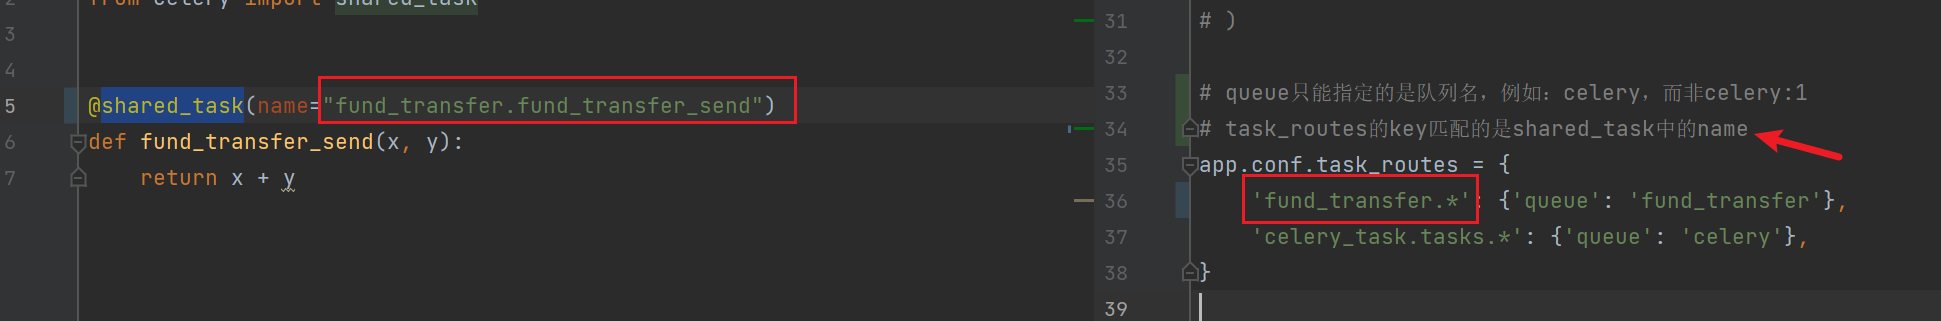 2 from celery import shared_task
3
4
5 @shared_task(name="fund_transfer.fund_transfer_send")
6 def fund_transfer_send(x, y):
7     return x + y
31 # )
32
33 # queue只能指定的是队列名，例如：celery，而非celery:1
34 # task_routes的key匹配的是shared_task中的name
35 app.conf.task_routes = {
36     'fund_transfer.*': {'queue': 'fund_transfer'},
37     'celery_task.tasks.*': {'queue': 'celery'},
38 }
39